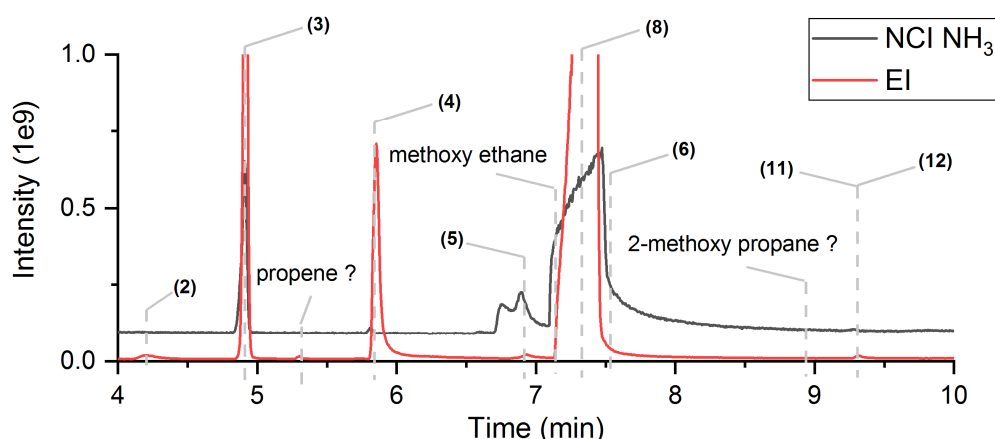 (3)
(8)
NCI NH₃
EI
1.0
(4)
methoxy ethane
(6)
(11)
(12)
Intensity (1e9)
0.5
(5)
2-methoxy propane ?
(2)
propene ?
0.0
4
5
6
7
8
9
10
Time (min)